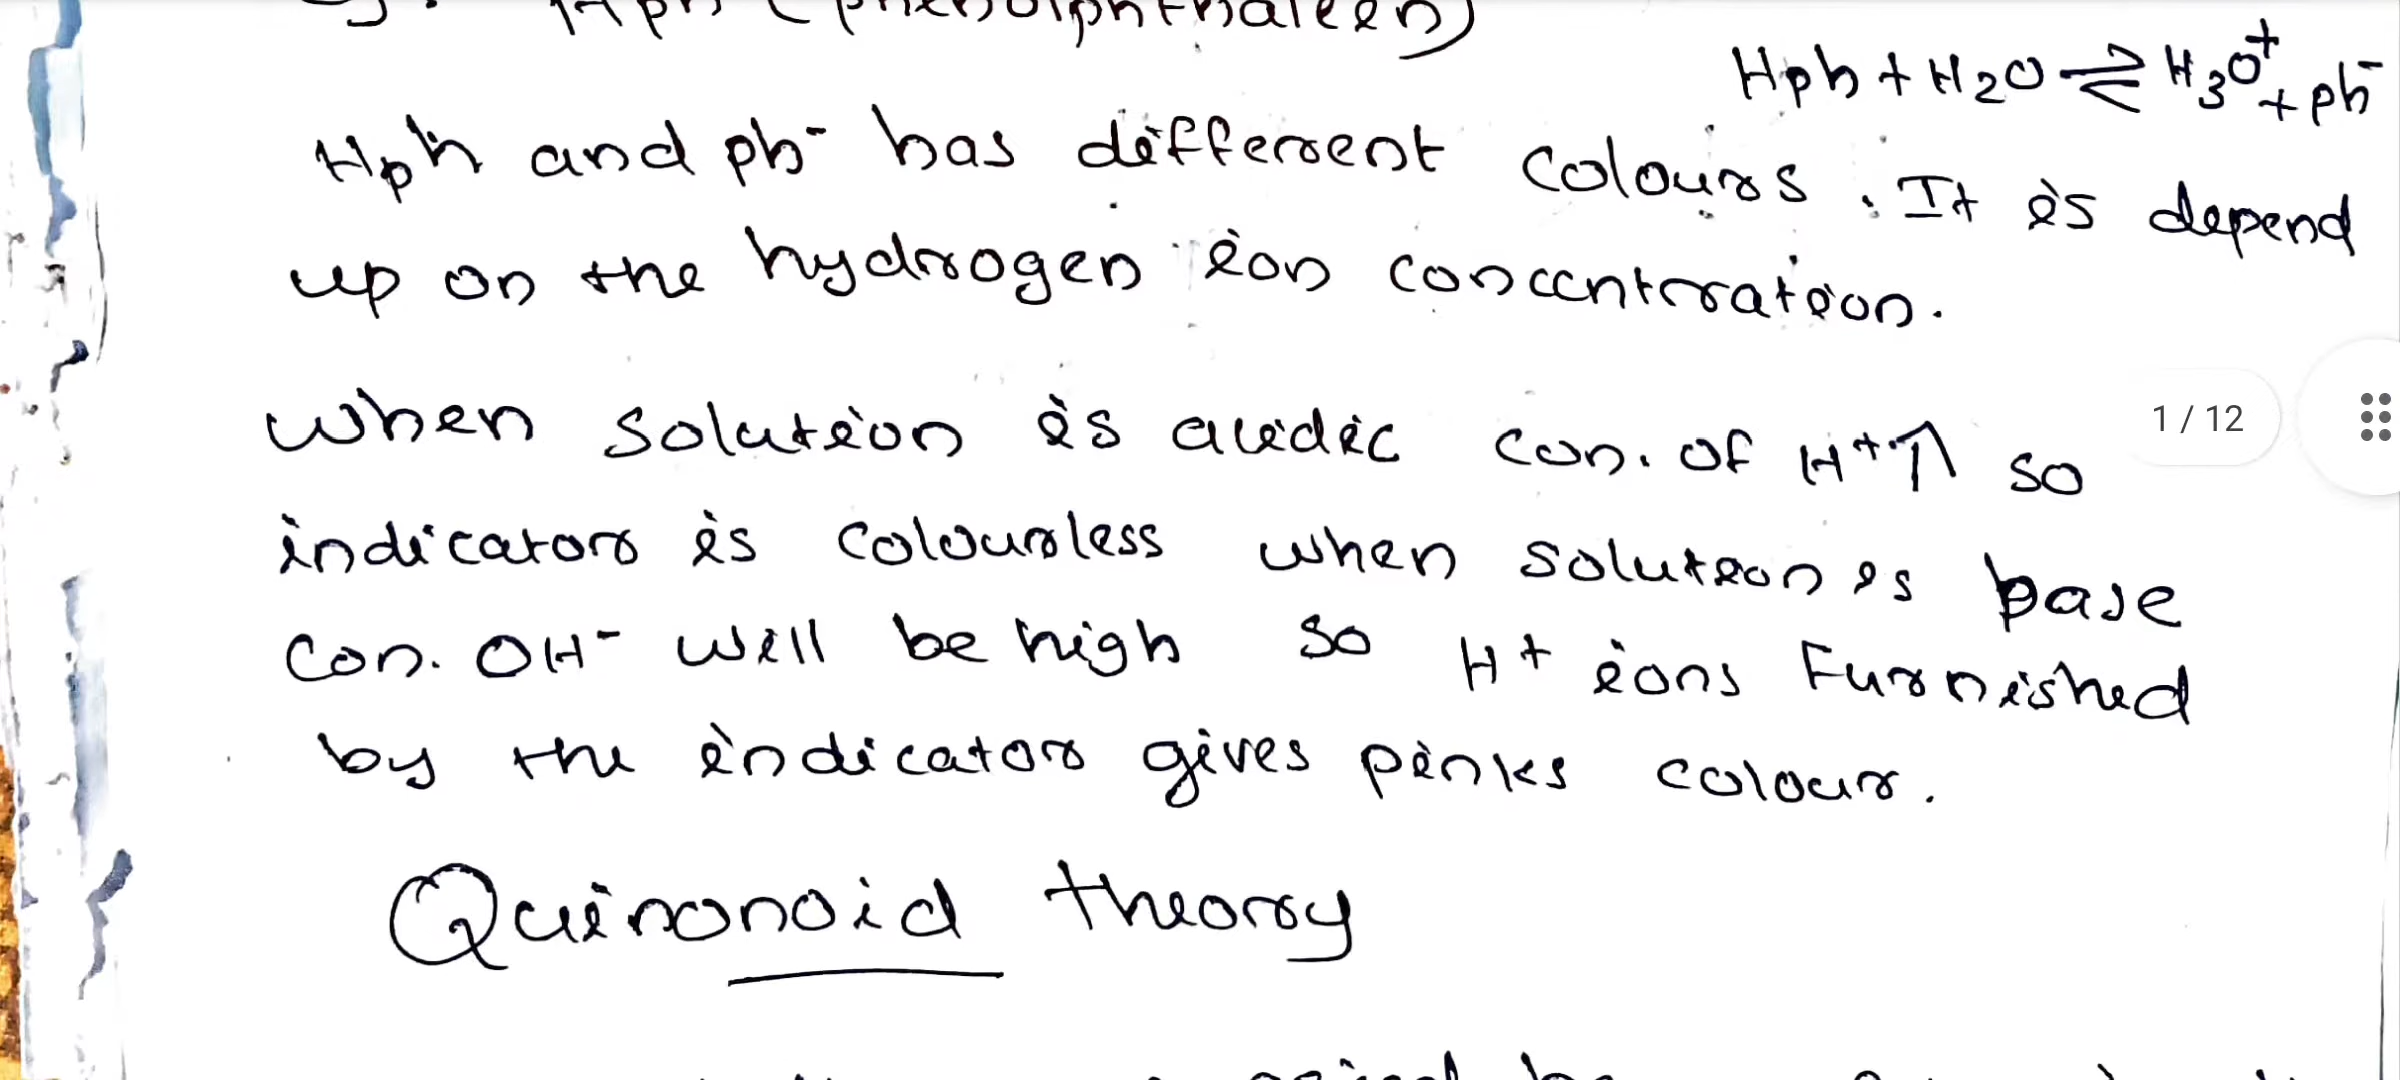 HPh (phenolphthaleen)
Hph + H2O ⇌ H3O+ + ph-
Hph and ph- has different colours. It is depend
up on the hydrogen ion concentration.
When solution is acidic con. of H+↑ so
1 / 12
indicator is colourless when solution is base
con. OH- will be high so H+ ions furnished
by the indicator gives pinks colour.
Quinonoid theory